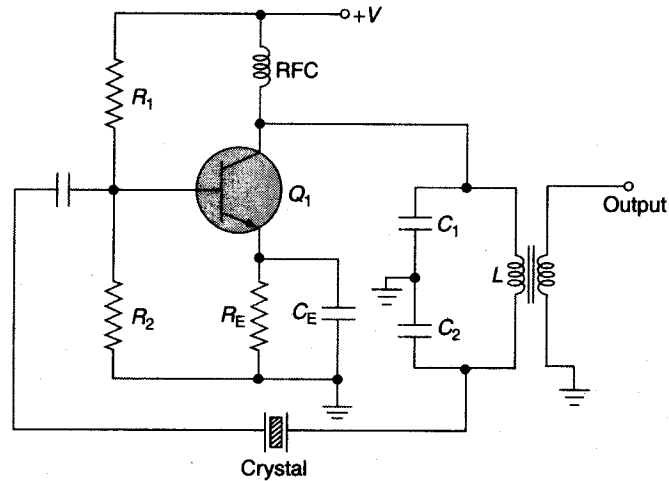 +V
RFC
R1
Q1
C1
Output
L
R2
RE
CE
C2
Crystal